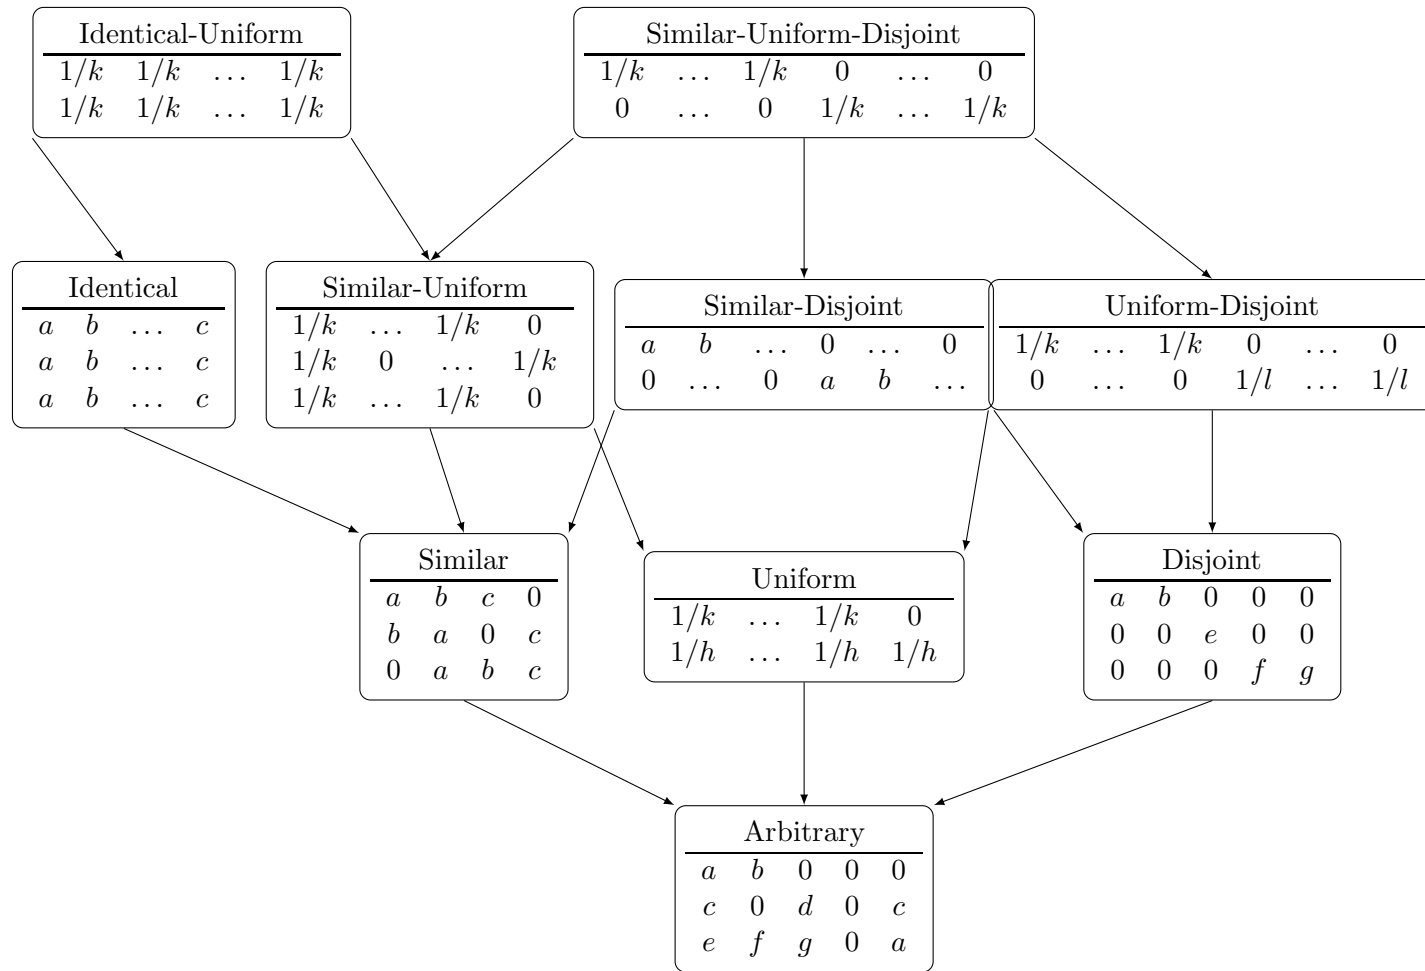 Identical-Uniform
1/k 1/k … 1/k
1/k 1/k … 1/k
Similar-Uniform-Disjoint
1/k … 1/k 0 … 0
0 … 0 1/k … 1/k
Identical
a b … c
a b … c
a b … c
Similar-Uniform
1/k … 1/k 0
1/k 0 … 1/k
1/k … 1/k 0
Similar-Disjoint
a b … 0 … 0
0 … 0 a b …
Uniform-Disjoint
1/k … 1/k 0 … 0
0 … 0 1/l … 1/l
Similar
a b c 0
b a 0 c
0 a b c
Uniform
1/k … 1/k 0
1/h … 1/h 1/h
Disjoint
a b 0 0 0
0 0 e 0 0
0 0 0 f g
Arbitrary
a b 0 0 0
c 0 d 0 c
e f g 0 a